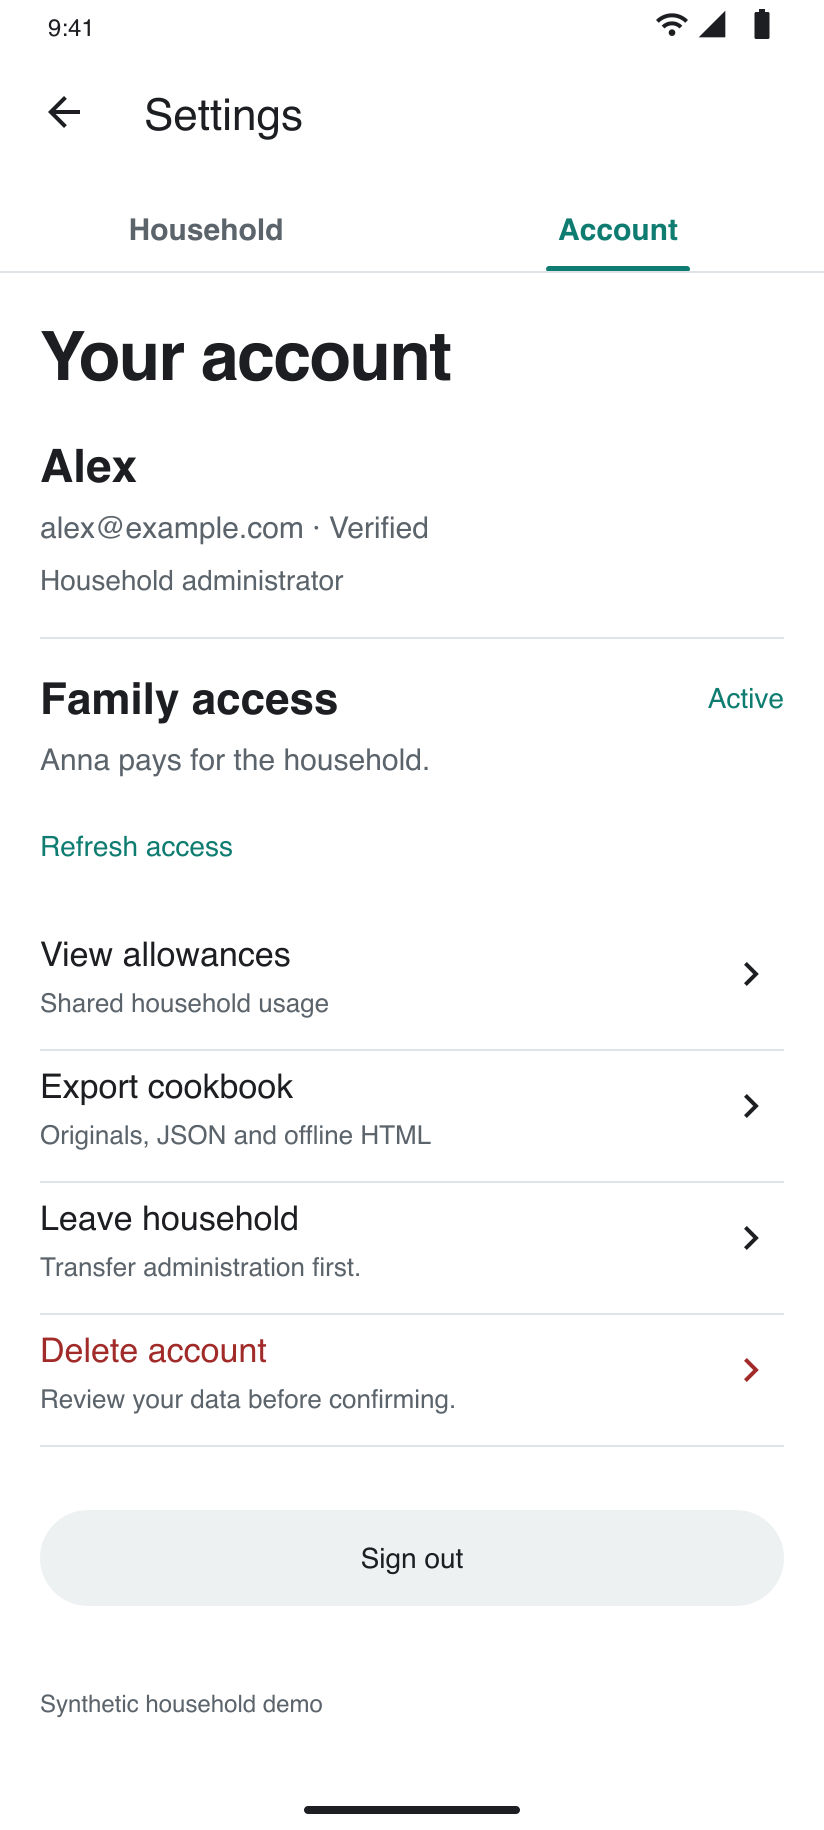 9:41
Settings
Household
Account
Your account
Alex
alex@example.com · Verified
Household administrator
Family access
Active
Anna pays for the household.
Refresh access
View allowances
Shared household usage
Export cookbook
Originals, JSON and offline HTML
Leave household
Transfer administration first.
Delete account
Review your data before confirming.
Sign out
Synthetic household demo